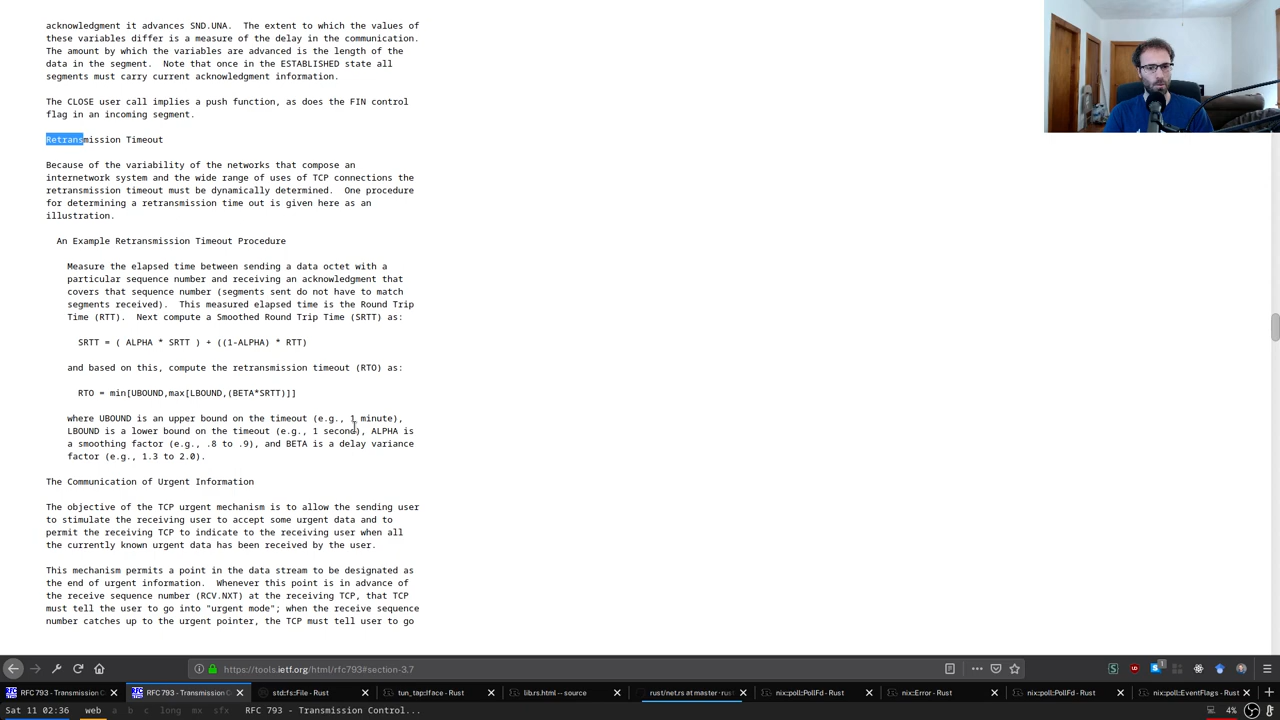 acknowledgment it advances SND.UNA.  The extent to which the values of
these variables differ is a measure of the delay in the communication.
The amount by which the variables are advanced is the length of the
data in the segment.  Note that once in the ESTABLISHED state all
segments must carry current acknowledgment information.
The CLOSE user call implies a push function, as does the FIN control
flag in an incoming segment.
Retransmission Timeout
Because of the variability of the networks that compose an
internetwork system and the wide range of uses of TCP connections the
retransmission timeout must be dynamically determined.  One procedure
for determining a retransmission time out is given here as an
illustration.
An Example Retransmission Timeout Procedure
Measure the elapsed time between sending a data octet with a
particular sequence number and receiving an acknowledgment that
covers that sequence number (segments sent do not have to match
segments received).  This measured elapsed time is the Round Trip
Time (RTT).  Next compute a Smoothed Round Trip Time (SRTT) as:
SRTT = ( ALPHA * SRTT ) + ((1-ALPHA) * RTT)
and based on this, compute the retransmission timeout (RTO) as:
RTO = min[UBOUND,max[LBOUND,(BETA*SRTT)]]
where UBOUND is an upper bound on the timeout (e.g., 1 minute),
LBOUND is a lower bound on the timeout (e.g., 1 second), ALPHA is
a smoothing factor (e.g., .8 to .9), and BETA is a delay variance
factor (e.g., 1.3 to 2.0).
The Communication of Urgent Information
The objective of the TCP urgent mechanism is to allow the sending user
to stimulate the receiving user to accept some urgent data and to
permit the receiving TCP to indicate to the receiving user when all
the currently known urgent data has been received by the user.
This mechanism permits a point in the data stream to be designated as
the end of urgent information.  Whenever this point is in advance of
the receive sequence number (RCV.NXT) at the receiving TCP, that TCP
must tell the user to go into "urgent mode"; when the receive sequence
number catches up to the urgent pointer, the TCP must tell user to go
https://tools.ietf.org/html/rfc793#section-3.7
RFC 793 - Transmission C RFC 793 - Transmission C std::fs::File - Rust tun_tap::Iface - Rust lib.rs.html -- source rust/net.rs at master · rus nix::poll::PollFd - Rust nix::Error - Rust nix::poll::PollFd - Rust nix::poll::EventFlags - Rust
Sat 11 02:36 web a b c long mx sfx RFC 793 - Transmission Control... 4%